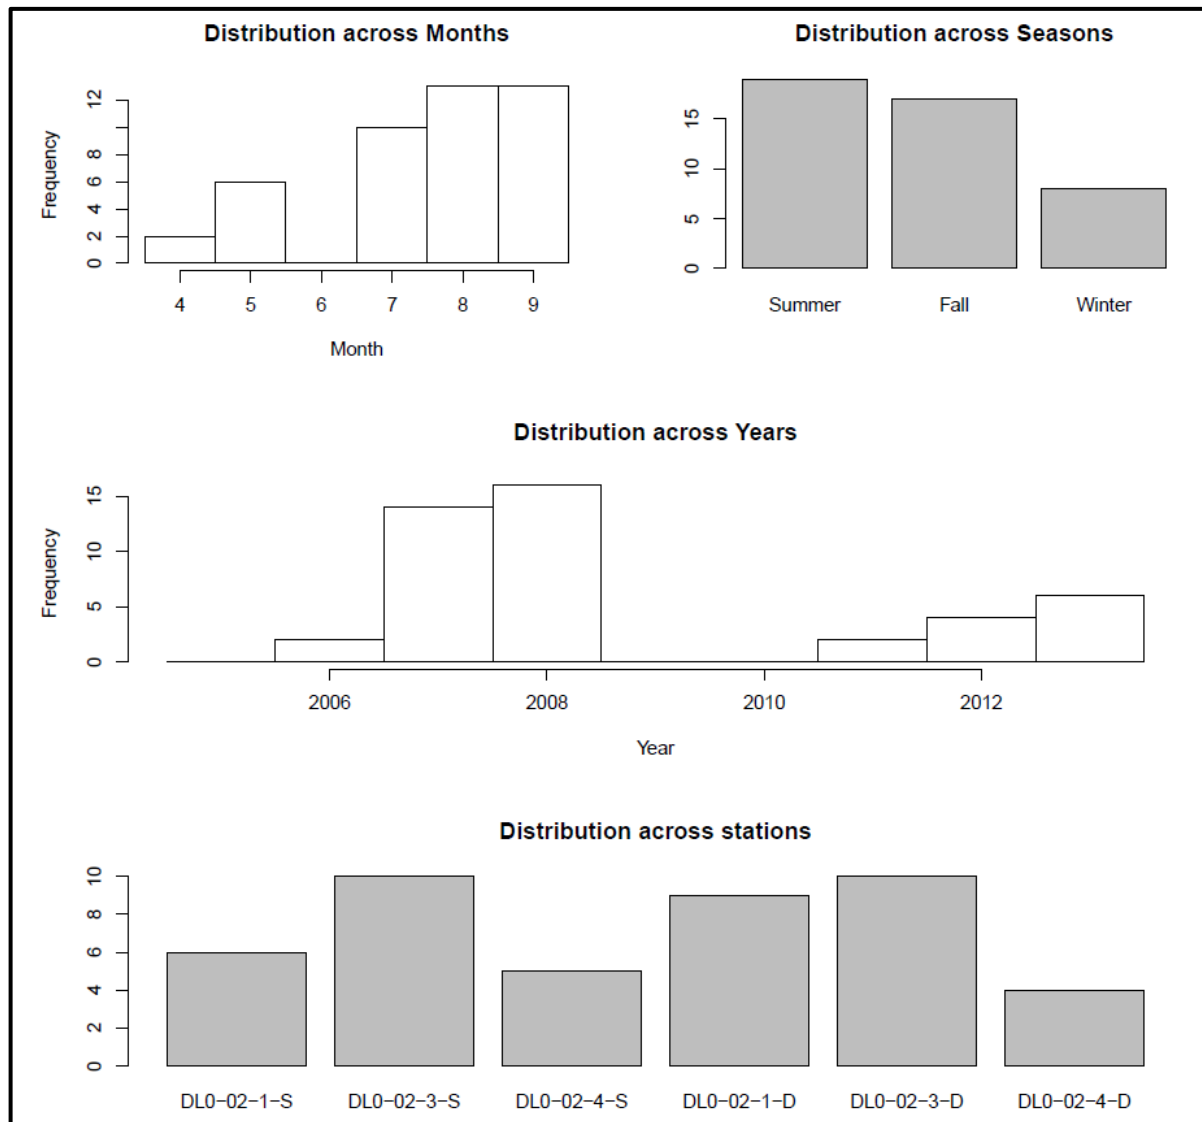 Distribution across Months
Frequency
0 2 4 6 8 12
4 5 6 7 8 9
Month
Distribution across Seasons
0 5 10 15
Summer Fall Winter
Distribution across Years
Frequency
0 5 10 15
2006 2008 2010 2012
Year
Distribution across stations
0 2 4 6 8 10
DL0−02−1−S DL0−02−3−S DL0−02−4−S DL0−02−1−D DL0−02−3−D DL0−02−4−D